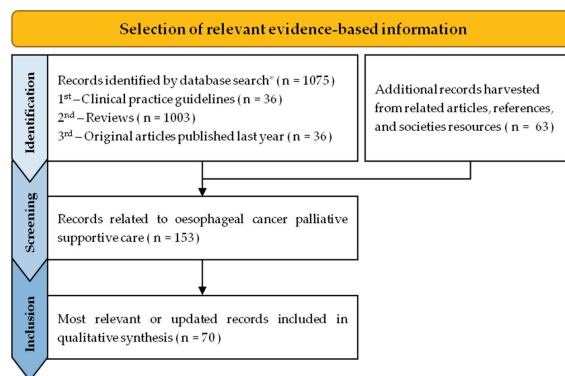 Selection of relevant evidence-based information
Identification
Records identified by database search* (n = 1075)
1st – Clinical practice guidelines (n = 36)
2nd – Reviews (n = 1003)
3rd – Original articles published last year (n = 36)
Additional records harvested
from related articles, references,
and societies resources (n = 63)
Screening
Records related to oesophageal cancer palliative
supportive care (n = 153)
Inclusion
Most relevant or updated records included in
qualitative synthesis (n = 70)